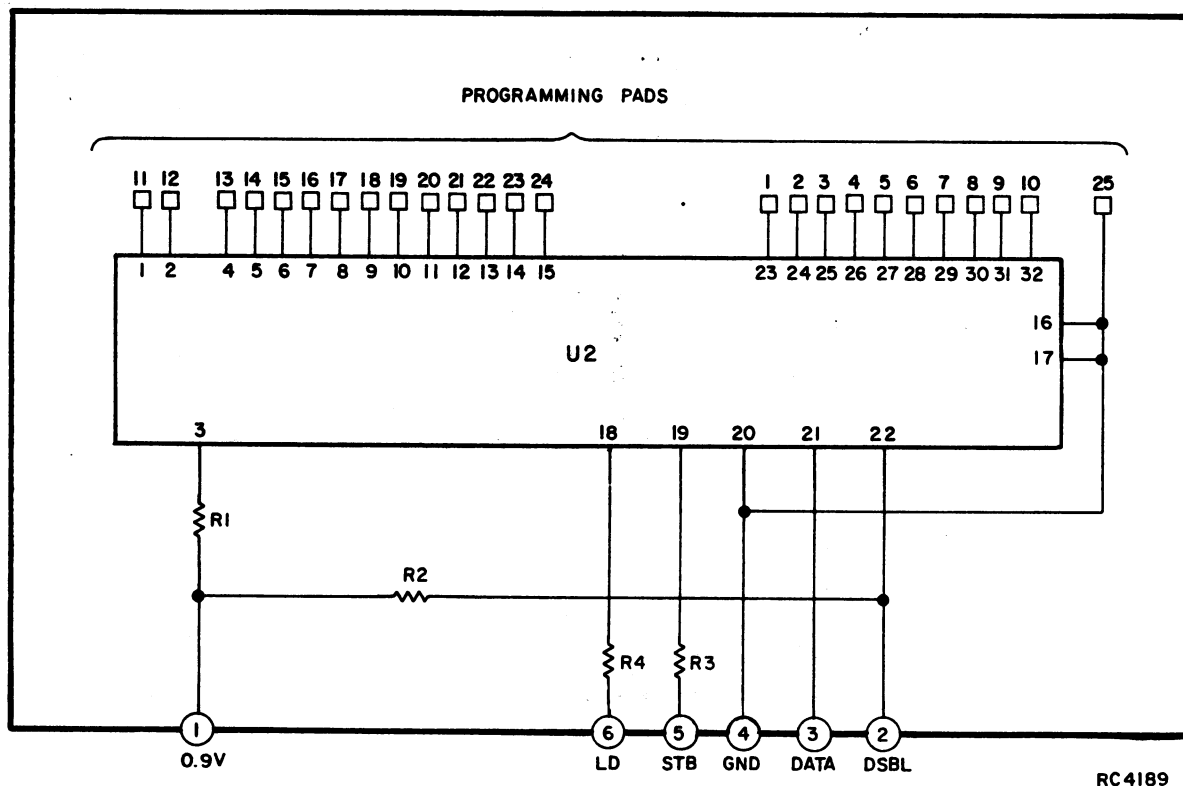 PROGRAMMING PADS
11 12 13 14 15 16 17 18 19 20 21 22 23 24 1 2 3 4 5 6 7 8 9 10 25
1 2 4 5 6 7 8 9 10 11 12 13 14 15 23 24 25 26 27 28 29 30 31 32
16
U2
17
3 18 19 20 21 22
R1
R2
R4 R3
1 6 5 4 3 2
0.9V LD STB GND DATA DSBL
RC4189